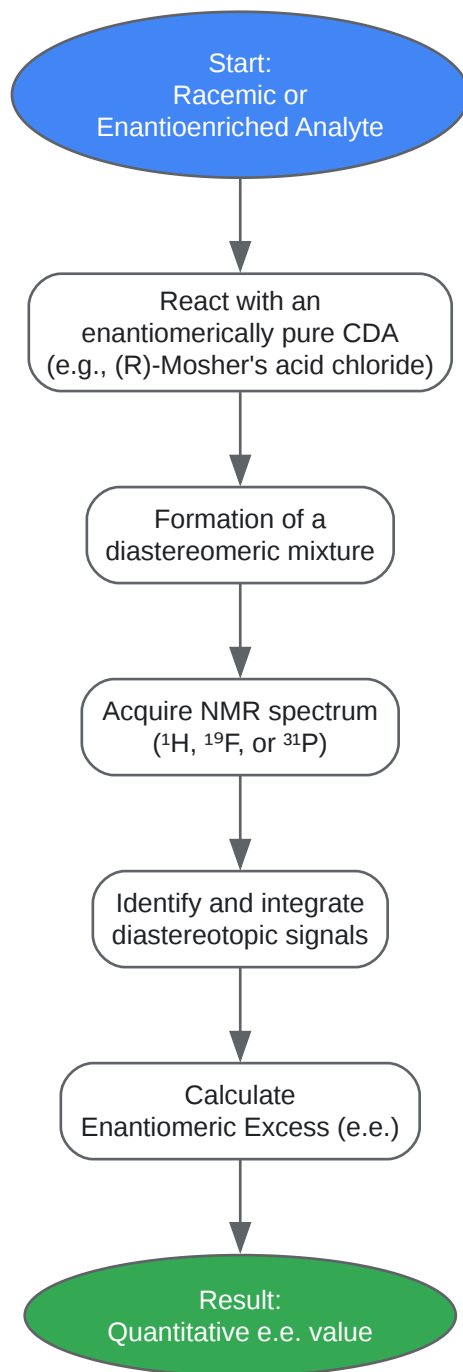 Start:
Racemic or
Enantioenriched Analyte
React with an
enantiomerically pure CDA
(e.g., (R)-Mosher's acid chloride)
Formation of a
diastereomeric mixture
Acquire NMR spectrum
(¹H, ¹⁹F, or ³¹P)
Identify and integrate
diastereotopic signals
Calculate
Enantiomeric Excess (e.e.)
Result:
Quantitative e.e. value